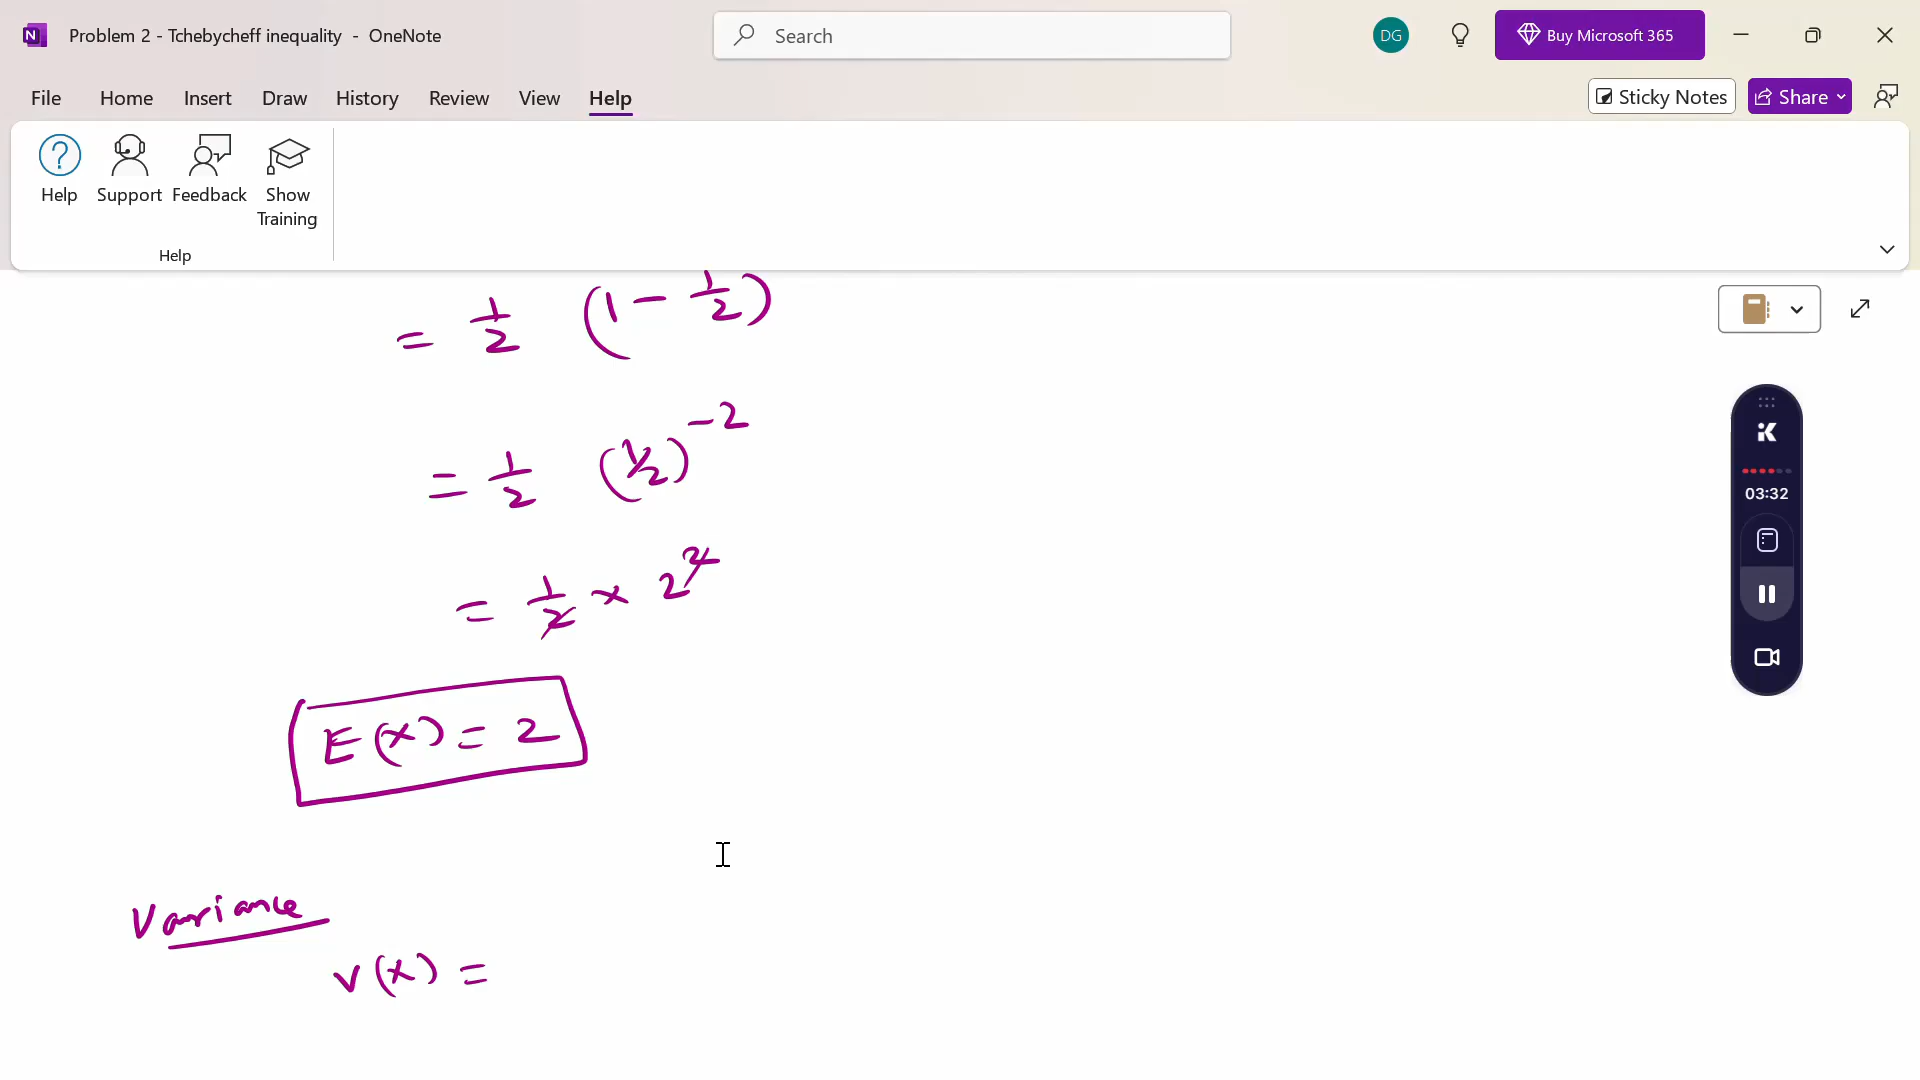 Problem 2 - Tchebycheff inequality - OneNote
Search
DG
Buy Microsoft 365
File Home Insert Draw History Review View Help
Sticky Notes
Share
Help Support Feedback Show Training
Help
= 1/2 (1 - 1/2)
= 1/2 (1/2)^-2
03:32
= 1/2 × 2^2
E(X) = 2
Variance
V(X) =